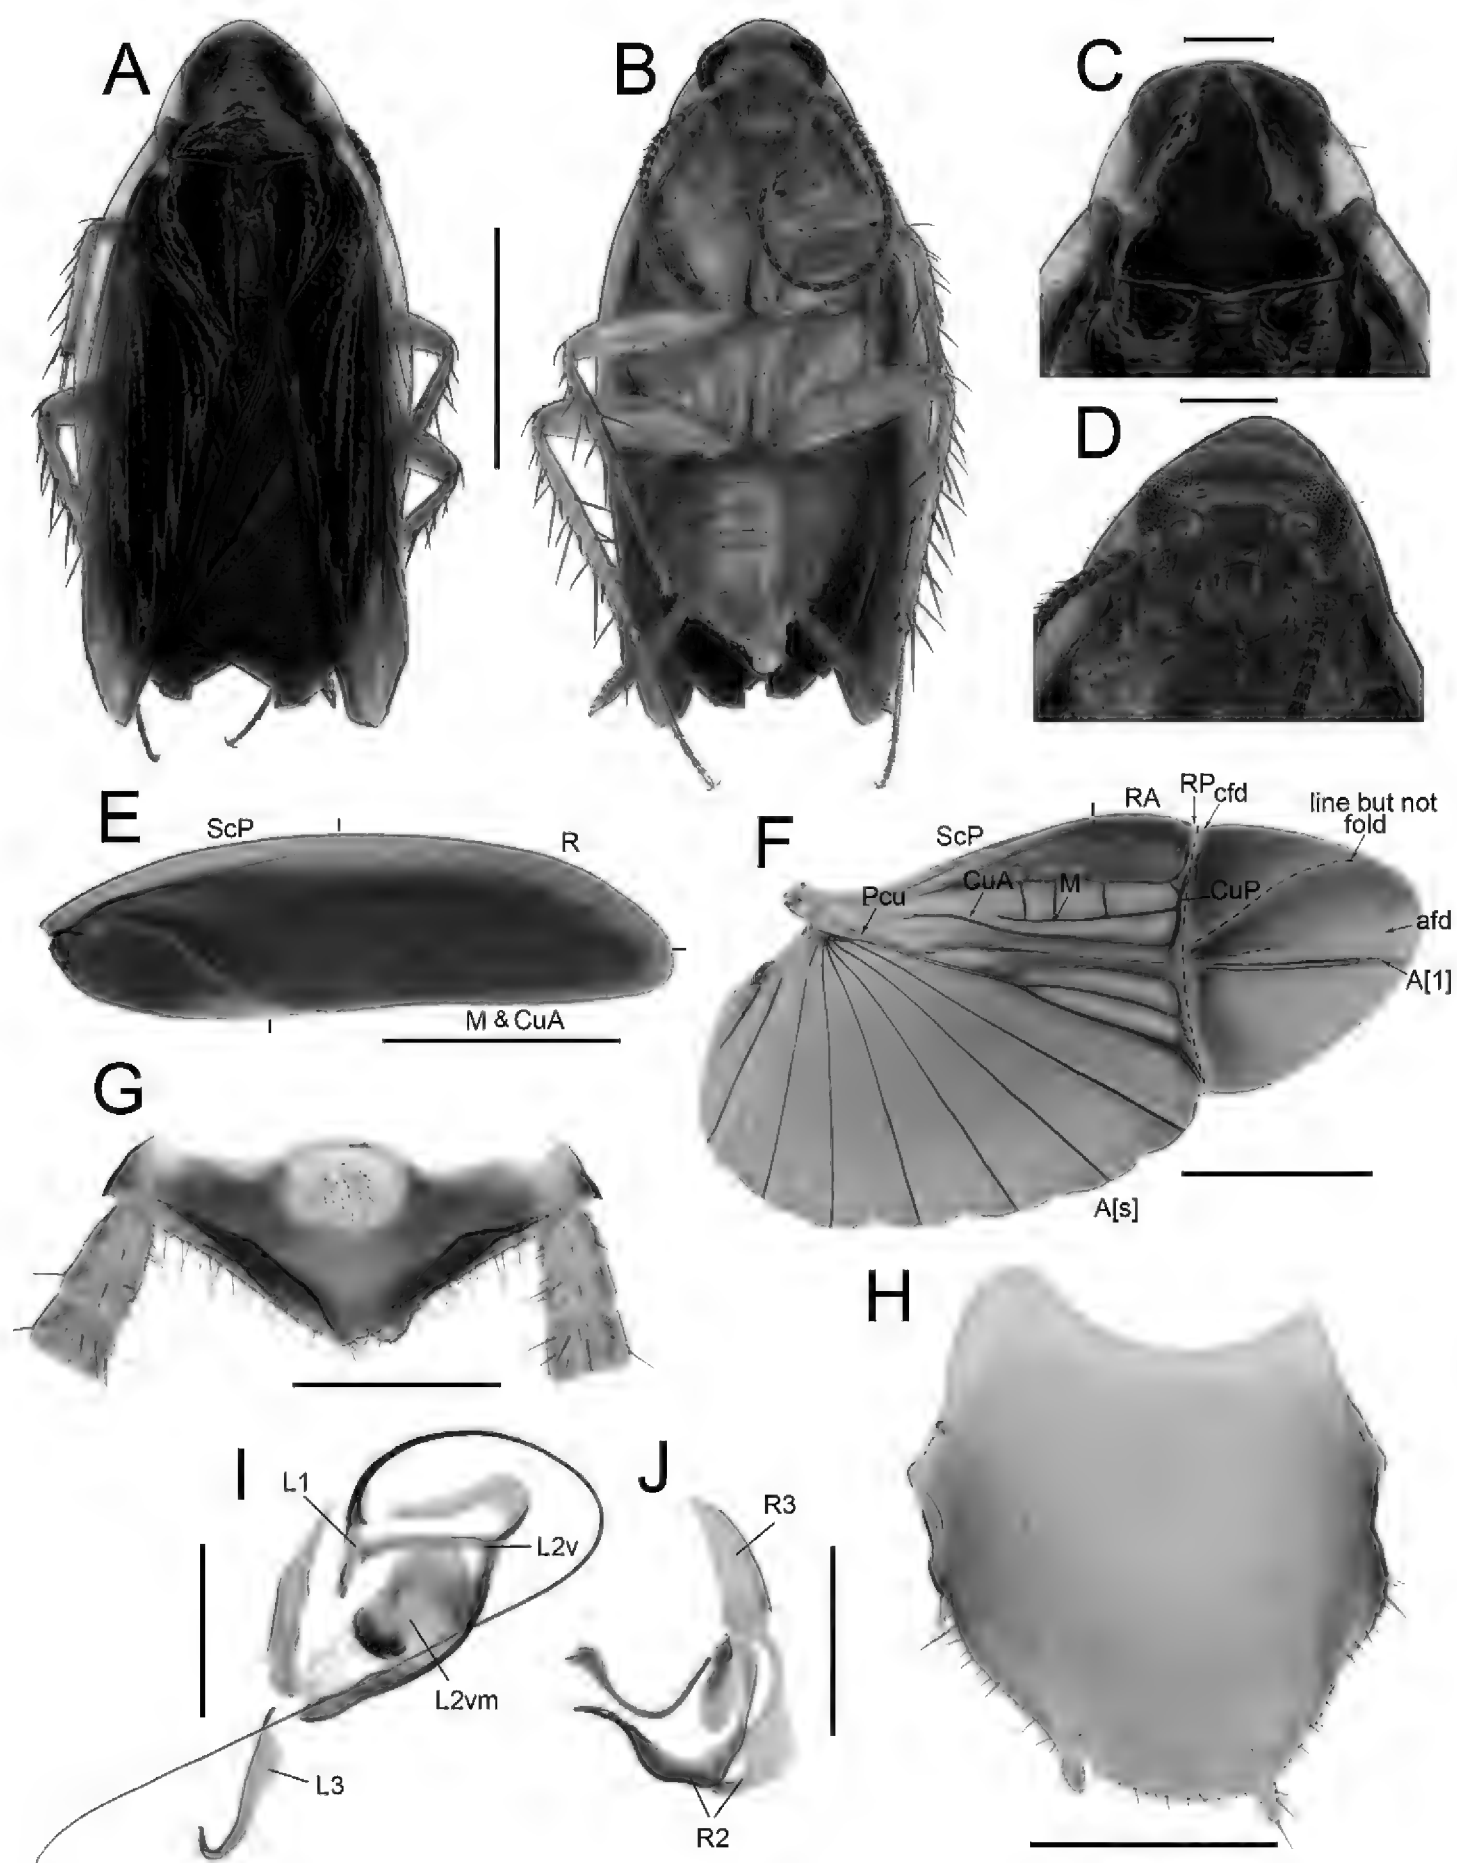 A
B
C
D
E
ScP
R
M & CuA
F
ScP
RA
RP
cfd
line but not
fold
Pcu
CuA
M
CuP
afd
A[1]
A[s]
G
H
I
L1
L2v
L2vm
L3
J
R3
R2